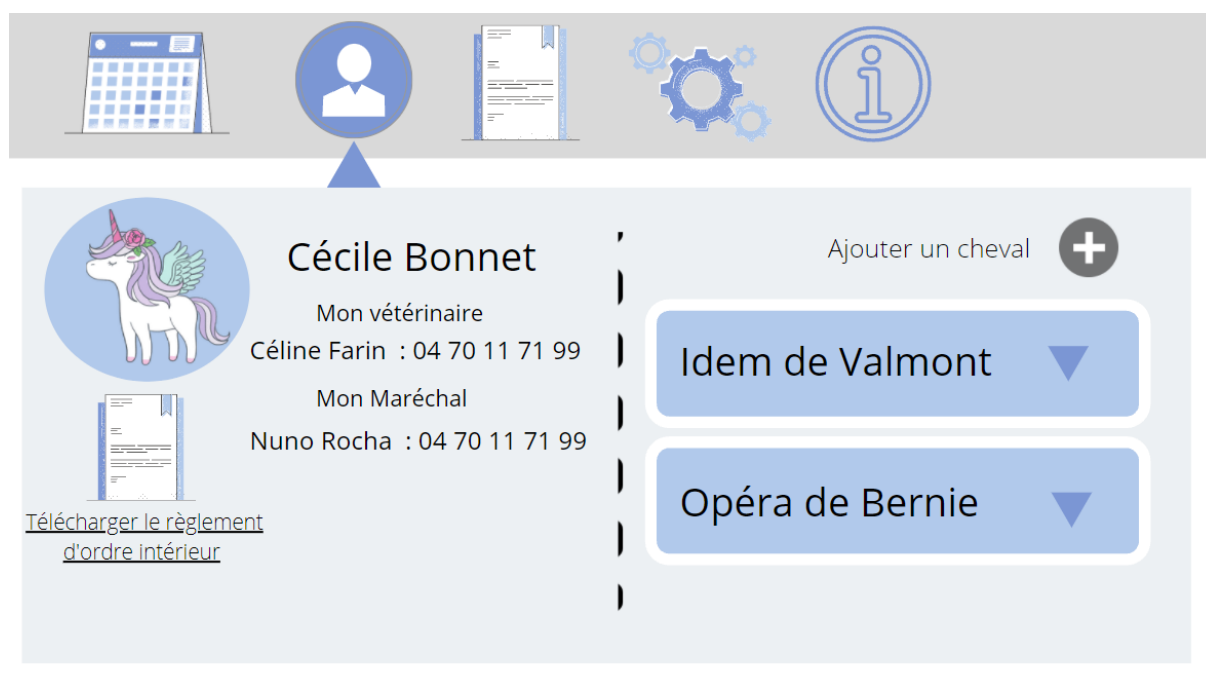 Cécile Bonnet
Mon vétérinaire
Céline Farin : 04 70 11 71 99
Mon Maréchal
Nuno Rocha : 04 70 11 71 99
Télécharger le règlement
d'ordre intérieur
Ajouter un cheval
Idem de Valmont
Opéra de Bernie